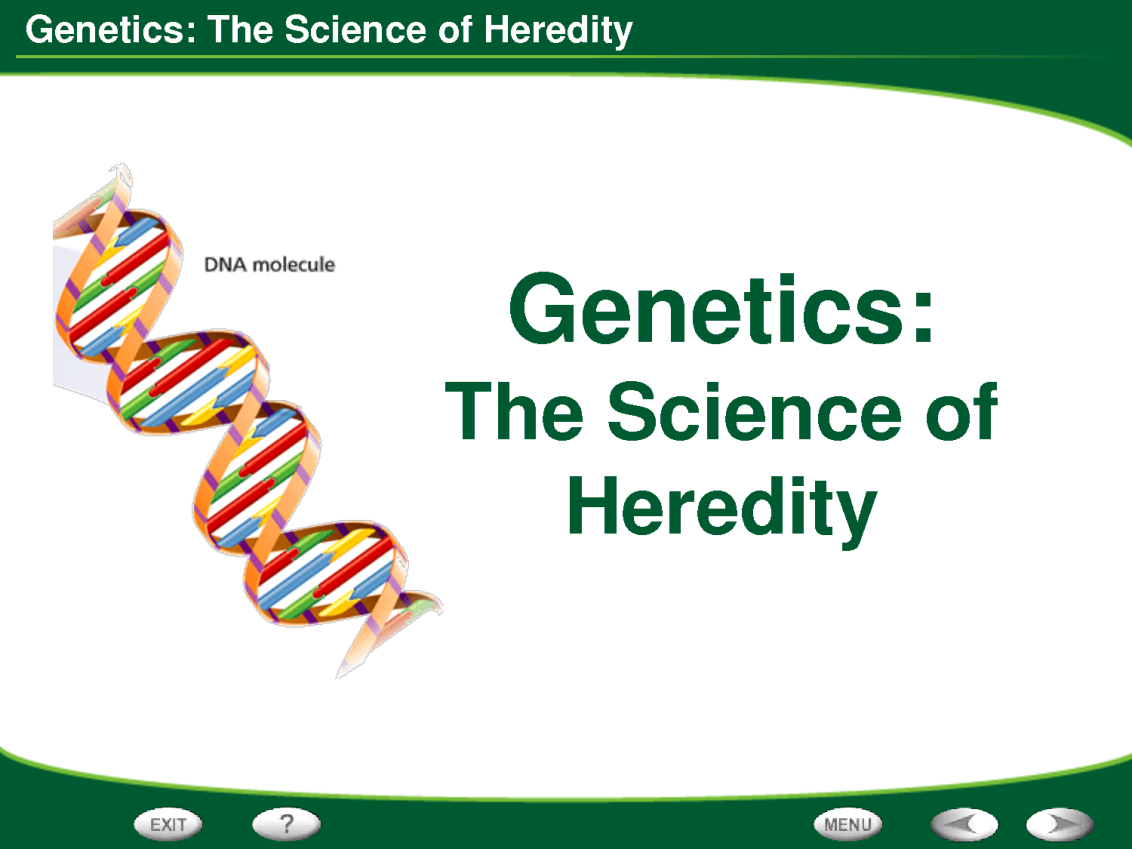 Genetics: The Science of Heredity
DNA molecule
Genetics:
The Science of
Heredity
EXIT
?
MENU